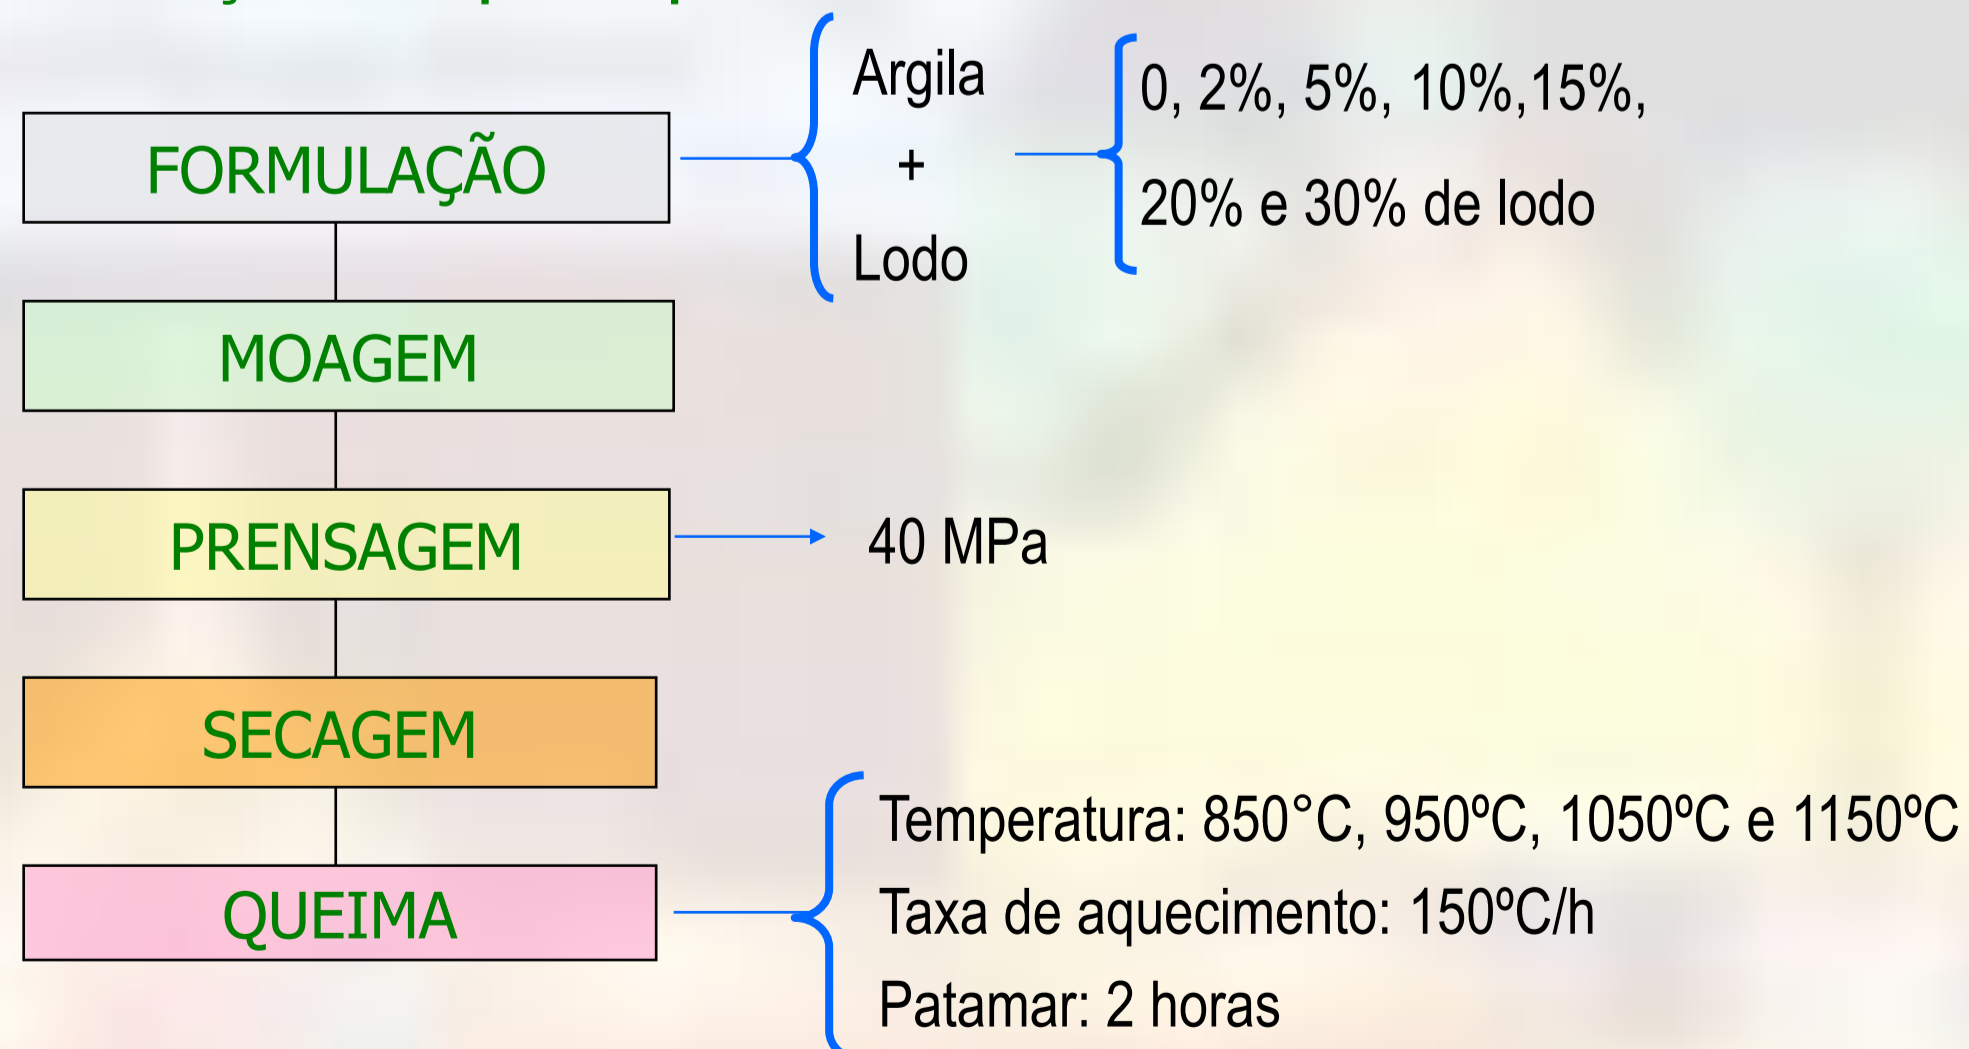 FORMULAÇÃO
Argila
+
Lodo
0, 2%, 5%, 10%,15%,
20% e 30% de lodo
MOAGEM
PRENSAGEM
40 MPa
SECAGEM
QUEIMA
Temperatura: 850°C, 950ºC, 1050ºC e 1150ºC
Taxa de aquecimento: 150ºC/h
Patamar: 2 horas